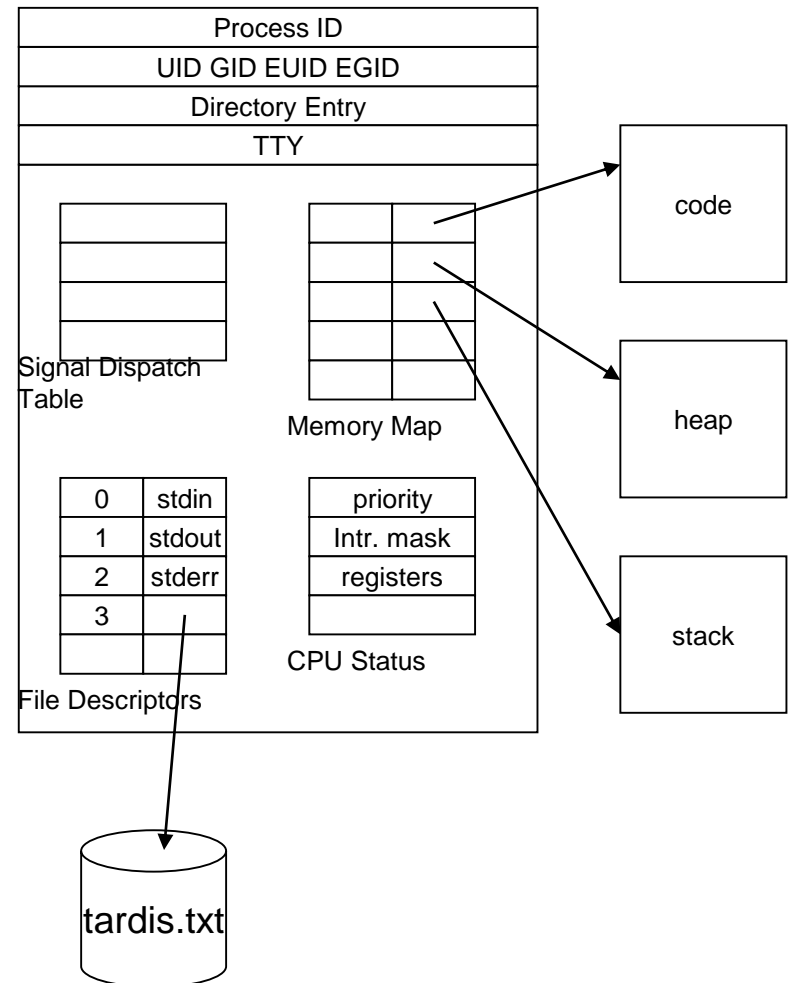 Process ID
UID GID EUID EGID
Directory Entry
TTY
Signal Dispatch
Table
Memory Map
code
heap
stack
0 stdin
1 stdout
2 stderr
3
File Descriptors
priority
Intr. mask
registers
CPU Status
tardis.txt